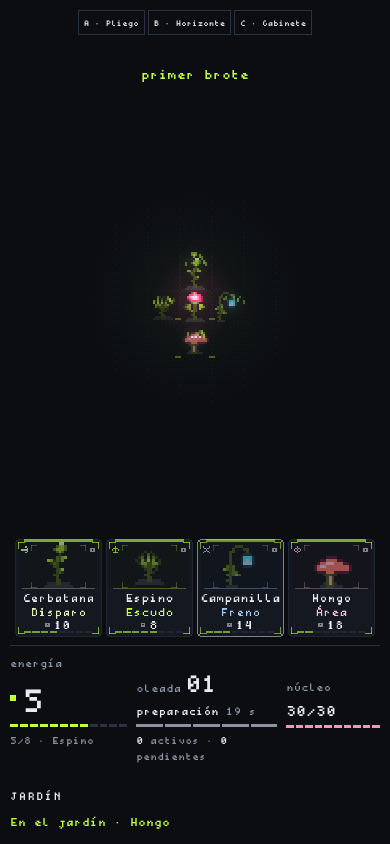 A · Pliego B · Horizonte C · Gabinete
primer brote
Cerbatana Espino Campanilla Hongo
Disparo Escudo Freno Área
10 8 14 18
energía
oleada 01 núcleo
5 preparación 19 s 30/30
5/8 · Espino 0 activos · 0
pendientes
JARDÍN
En el jardín · Hongo